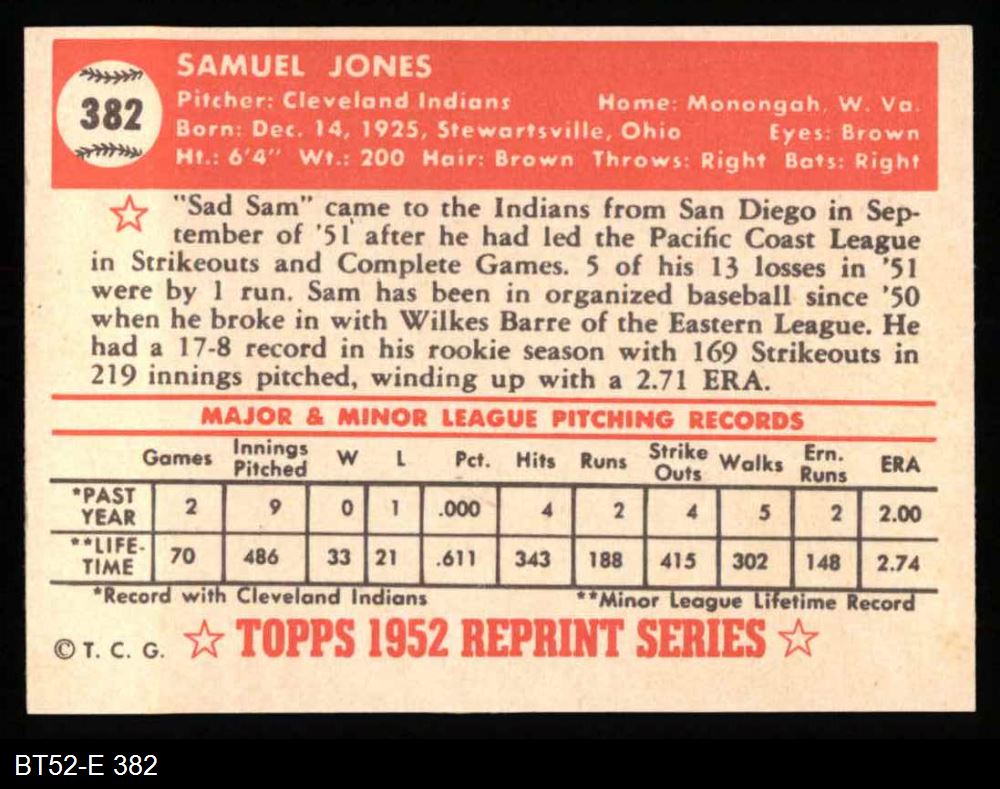 382
SAMUEL JONES
Pitcher: Cleveland Indians Home: Monongah, W. Va.
Born: Dec. 14, 1925, Stewartsville, Ohio Eyes: Brown
Ht.: 6'4" Wt.: 200 Hair: Brown Throws: Right Bats: Right
"Sad Sam" came to the Indians from San Diego in Sep-
tember of '51 after he had led the Pacific Coast League
in Strikeouts and Complete Games. 5 of his 13 losses in '51
were by 1 run. Sam has been in organized baseball since '50
when he broke in with Wilkes Barre of the Eastern League. He
had a 17-8 record in his rookie season with 169 Strikeouts in
219 innings pitched, winding up with a 2.71 ERA.
MAJOR & MINOR LEAGUE PITCHING RECORDS
Games Innings Pitched W L Pct. Hits Runs Strike Outs Walks Ern. Runs ERA
*PAST YEAR 2 9 0 1 .000 4 2 4 5 2 2.00
**LIFE-TIME 70 486 33 21 .611 343 188 415 302 148 2.74
*Record with Cleveland Indians **Minor League Lifetime Record
© T. C. G. TOPPS 1952 REPRINT SERIES
BT52-E 382